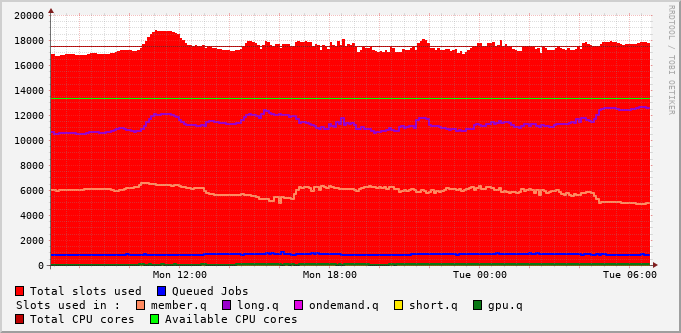 20000
18000
16000
14000
12000
10000
8000
6000
4000
2000
0
Mon 12:00 Mon 18:00 Tue 00:00 Tue 06:00
RRDTOOL / TOBI OETIKER
Total slots used Queued Jobs
Slots used in : member.q long.q ondemand.q short.q gpu.q
Total CPU cores Available CPU cores